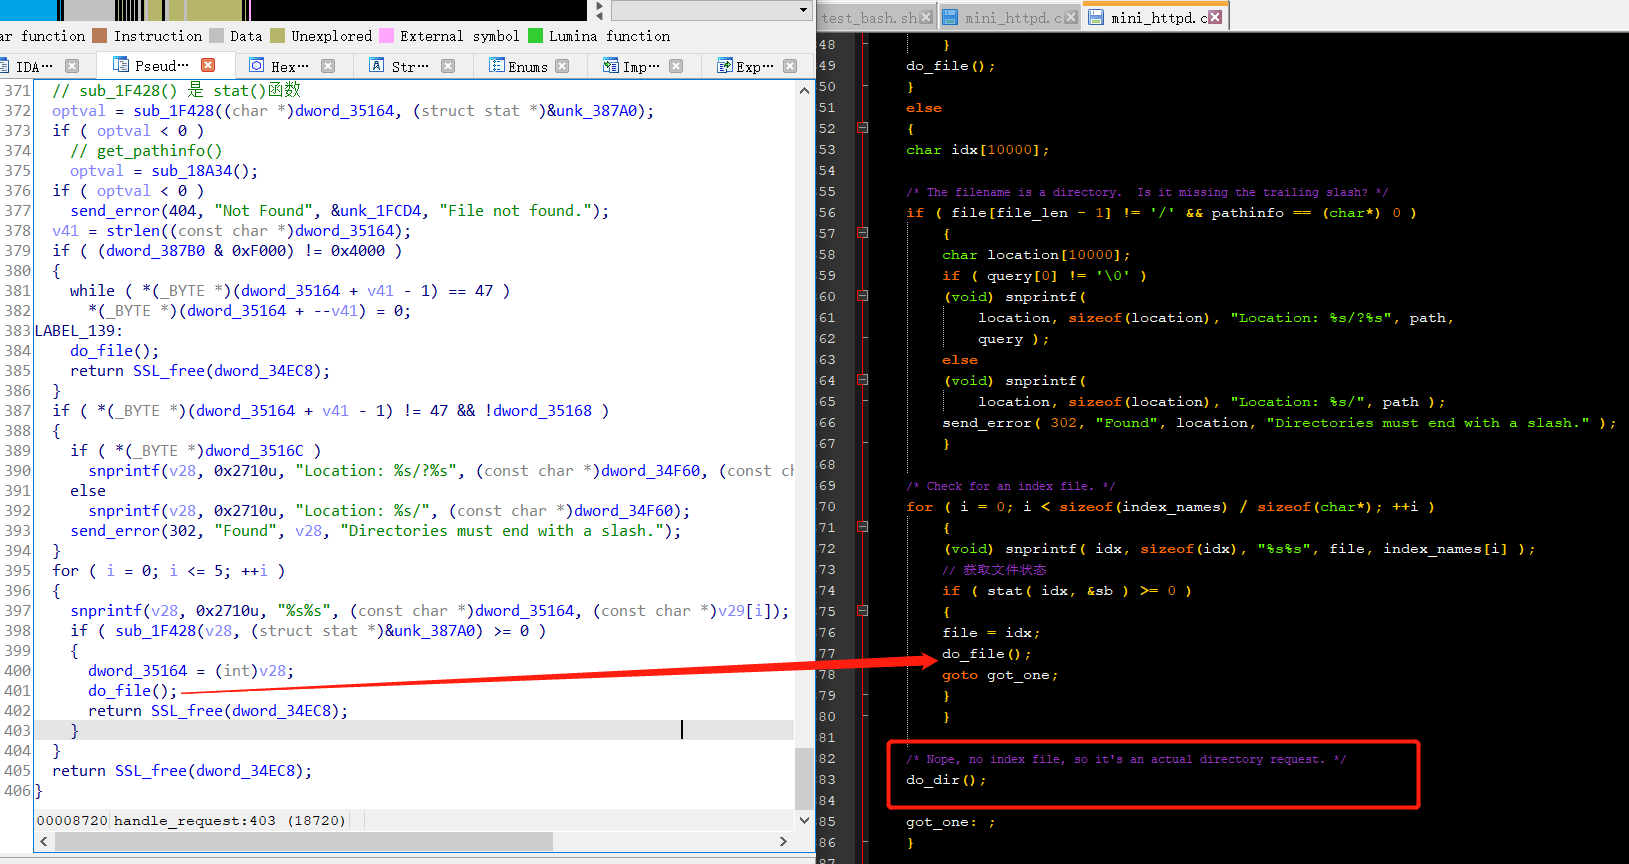 ar function Instruction Data Unexplored External symbol Lumina function
IDA··· Pseud··· Hex··· Str··· Enums Imp··· Exp···
371 // sub_1F428() 是 stat()函数
372 optval = sub_1F428((char *)dword_35164, (struct stat *)&unk_387A0);
373 if ( optval < 0 )
374 // get_pathinfo()
375 optval = sub_18A34();
376 if ( optval < 0 )
377 send_error(404, "Not Found", &unk_1FCD4, "File not found.");
378 v41 = strlen((const char *)dword_35164);
379 if ( (dword_387B0 & 0xF000) != 0x4000 )
380 {
381 while ( *(_BYTE *)(dword_35164 + v41 - 1) == 47 )
382 *(_BYTE *)(dword_35164 + --v41) = 0;
383 LABEL_139:
384 do_file();
385 return SSL_free(dword_34EC8);
386 }
387 if ( *(_BYTE *)(dword_35164 + v41 - 1) != 47 && !dword_35168 )
388 {
389 if ( *(_BYTE *)dword_3516C )
390 snprintf(v28, 0x2710u, "Location: %s/?%s", (const char *)dword_34F60, (const ch
391 else
392 snprintf(v28, 0x2710u, "Location: %s/", (const char *)dword_34F60);
393 send_error(302, "Found", v28, "Directories must end with a slash.");
394 }
395 for ( i = 0; i <= 5; ++i )
396 {
397 snprintf(v28, 0x2710u, "%s%s", (const char *)dword_35164, (const char *)v29[i]);
398 if ( sub_1F428(v28, (struct stat *)&unk_387A0) >= 0 )
399 {
400 dword_35164 = (int)v28;
401 do_file();
402 return SSL_free(dword_34EC8);
403 }
404 }
405 return SSL_free(dword_34EC8);
406 }
00008720 handle_request:403 (18720)
test_bash.sh mini_httpd.c mini_httpd.c
48 }
49 do_file();
50 }
51 else
52 {
53 char idx[10000];
54
55 /* The filename is a directory.  Is it missing the trailing slash? */
56 if ( file[file_len - 1] != '/' && pathinfo == (char*) 0 )
57 {
58 char location[10000];
59 if ( query[0] != '\0' )
60 (void) snprintf(
61 location, sizeof(location), "Location: %s/?%s", path,
62 query );
63 else
64 (void) snprintf(
65 location, sizeof(location), "Location: %s/", path );
66 send_error( 302, "Found", location, "Directories must end with a slash." );
67 }
68
69 /* Check for an index file. */
70 for ( i = 0; i < sizeof(index_names) / sizeof(char*); ++i )
71 {
72 (void) snprintf( idx, sizeof(idx), "%s%s", file, index_names[i] );
73 // 获取文件状态
74 if ( stat( idx, &sb ) >= 0 )
75 {
76 file = idx;
77 do_file();
78 goto got_one;
79 }
80 }
81
82 /* Nope, no index file, so it's an actual directory request. */
83 do_dir();
84
85 got_one: ;
86 }